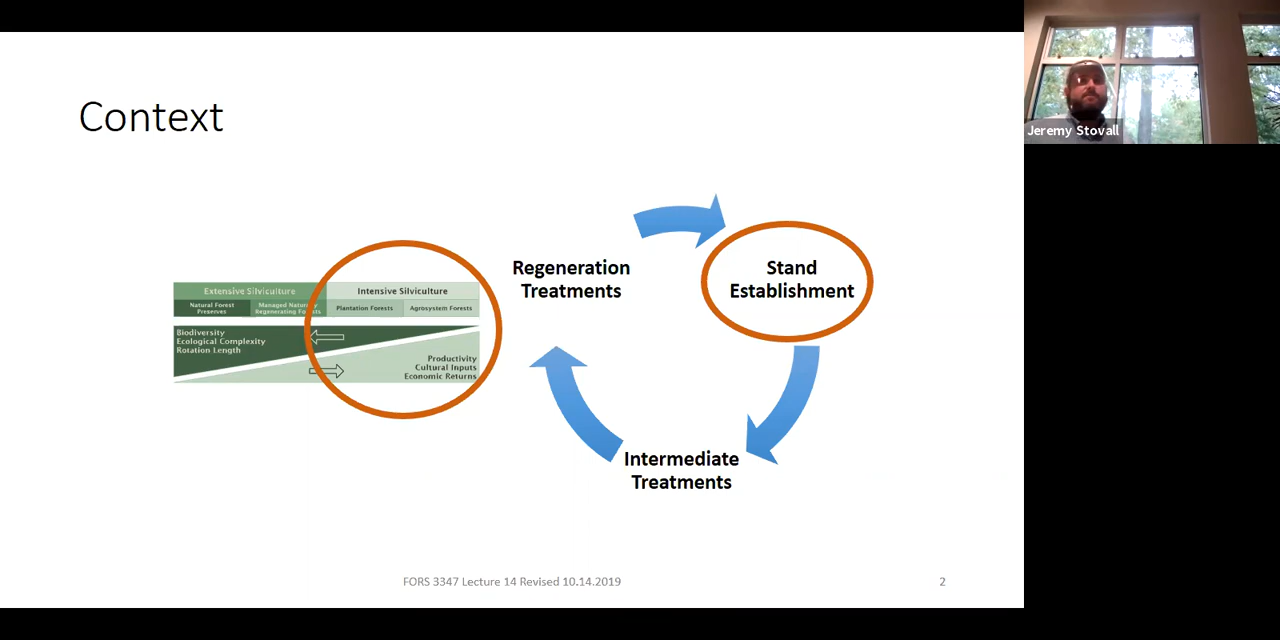 Context
Jeremy Stovall
Extensive Silviculture
Intensive Silviculture
Natural Forest
Preserves
Managed Naturally
Regenerating Forests
Plantation Forests
Agrosystem Forests
Biodiversity
Ecological Complexity
Rotation Length
Productivity
Cultural Inputs
Economic Returns
Regeneration
Treatments
Stand
Establishment
Intermediate
Treatments
FORS 3347 Lecture 14 Revised 10.14.2019
2